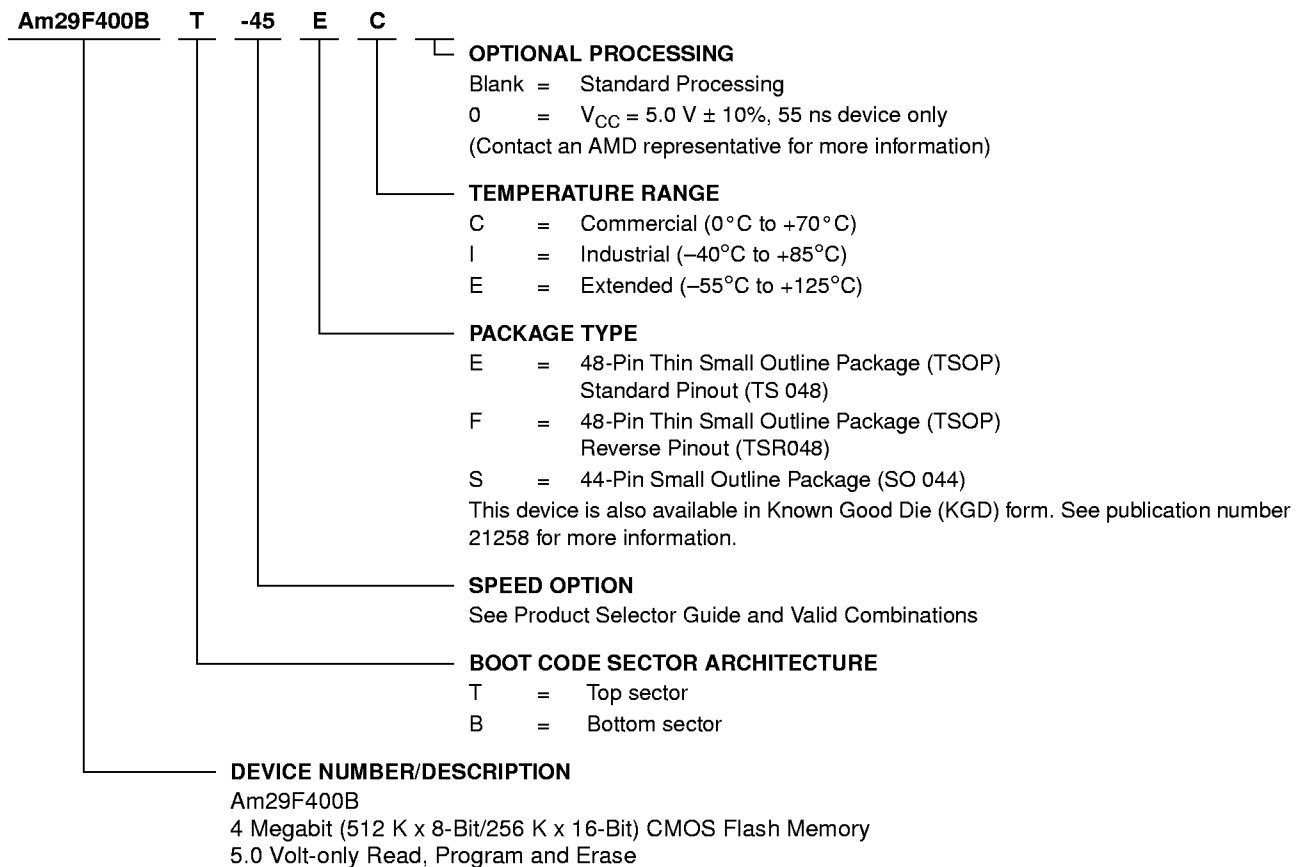 Am29F400B T -45 E C
OPTIONAL PROCESSING
Blank = Standard Processing
0 = VCC = 5.0 V ± 10%, 55 ns device only
(Contact an AMD representative for more information)
TEMPERATURE RANGE
C = Commercial (0°C to +70°C)
I = Industrial (–40°C to +85°C)
E = Extended (–55°C to +125°C)
PACKAGE TYPE
E = 48-Pin Thin Small Outline Package (TSOP)
Standard Pinout (TS 048)
F = 48-Pin Thin Small Outline Package (TSOP)
Reverse Pinout (TSR048)
S = 44-Pin Small Outline Package (SO 044)
This device is also available in Known Good Die (KGD) form. See publication number
21258 for more information.
SPEED OPTION
See Product Selector Guide and Valid Combinations
BOOT CODE SECTOR ARCHITECTURE
T = Top sector
B = Bottom sector
DEVICE NUMBER/DESCRIPTION
Am29F400B
4 Megabit (512 K x 8-Bit/256 K x 16-Bit) CMOS Flash Memory
5.0 Volt-only Read, Program and Erase